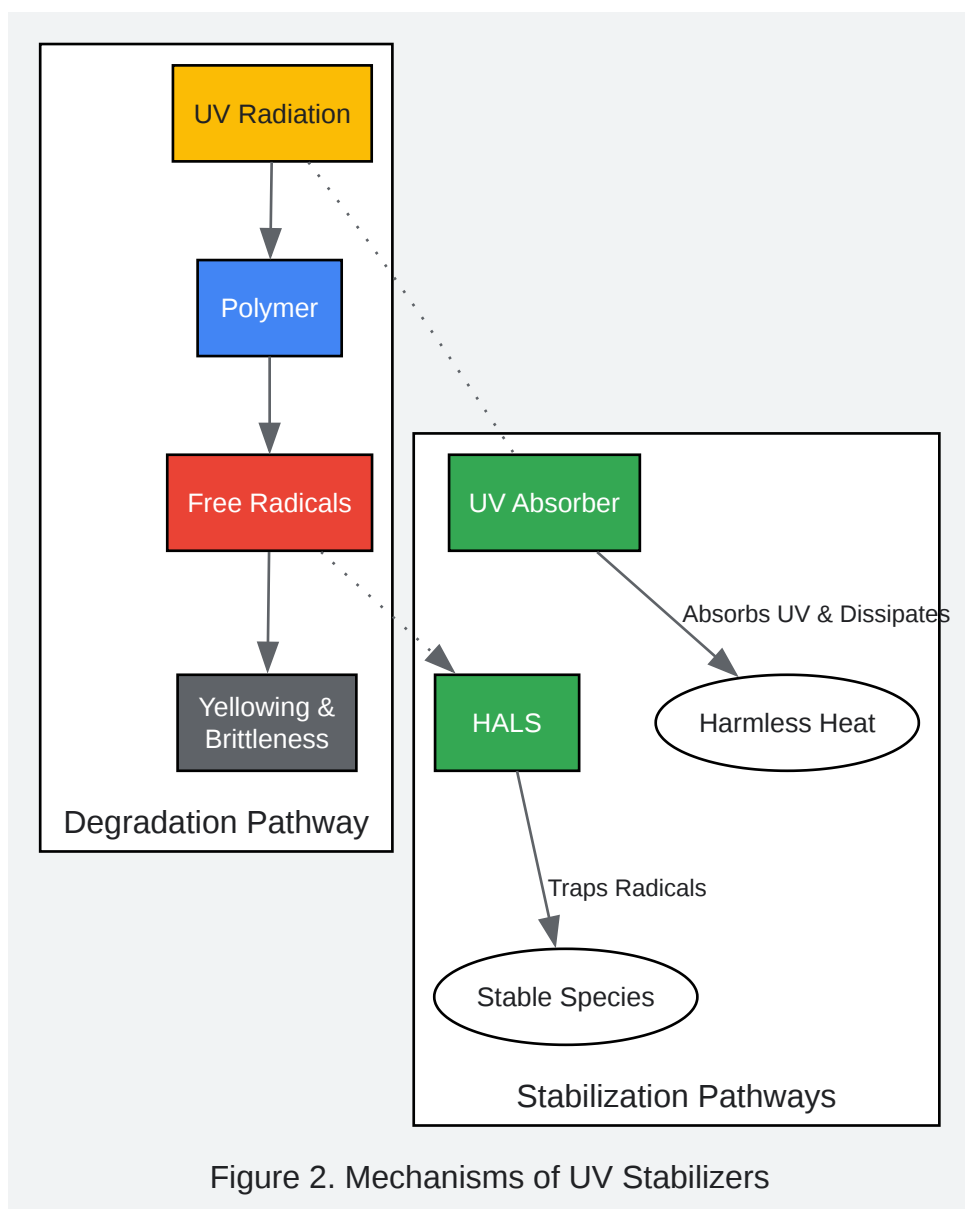 UV Radiation
Polymer
Free Radicals
Yellowing &
Brittleness
Degradation Pathway
UV Absorber
Absorbs UV & Dissipates
HALS
Harmless Heat
Traps Radicals
Stable Species
Stabilization Pathways
Figure 2. Mechanisms of UV Stabilizers